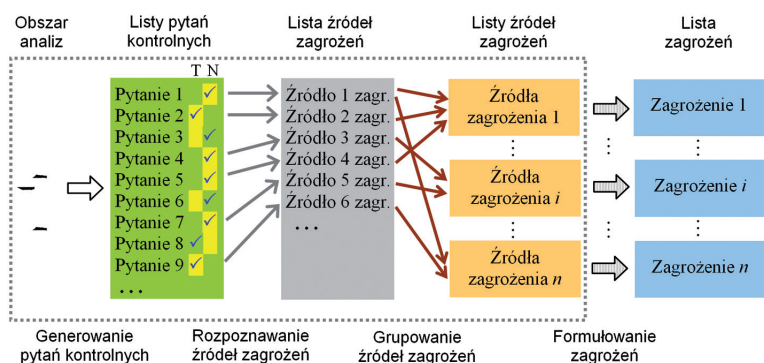 Obszar
analiz
Listy pytań
kontrolnych
Lista źródeł
zagrożeń
Listy źródeł
zagrożeń
Lista
zagrożeń
T N
Pytanie 1
Pytanie 2
Pytanie 3
Pytanie 4
Pytanie 5
Pytanie 6
Pytanie 7
Pytanie 8
Pytanie 9
...
Źródło 1 zagr.
Źródło 2 zagr.
Źródło 3 zagr.
Źródło 4 zagr.
Źródło 5 zagr.
Źródło 6 zagr.
...
Źródła
zagrożenia 1
Źródła
zagrożenia i
Źródła
zagrożenia n
Zagrożenie 1
Zagrożenie i
Zagrożenie n
Generowanie
pytań kontrolnych
Rozpoznawanie
źródeł zagrożeń
Grupowanie
źródeł zagrożeń
Formułowanie
zagrożeń